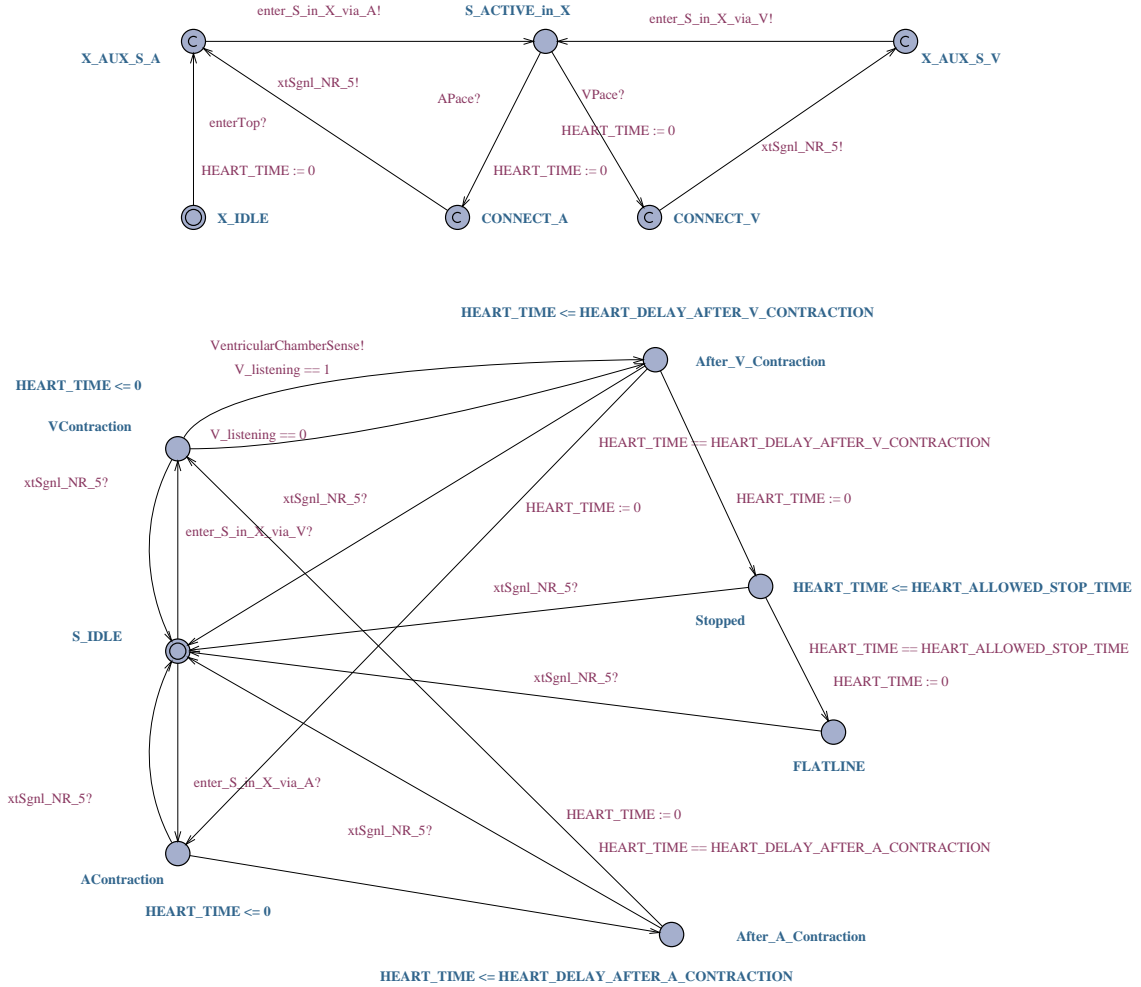 enter_S_in_X_via_A!
S_ACTIVE_in_X
enter_S_in_X_via_V!
C
C
X_AUX_S_A
X_AUX_S_V
xtSgnl_NR_5!
APace?
VPace?
enterTop?
HEART_TIME := 0
xtSgnl_NR_5!
HEART_TIME := 0
HEART_TIME := 0
X_IDLE
C
CONNECT_A
C
CONNECT_V
HEART_TIME <= HEART_DELAY_AFTER_V_CONTRACTION
VentricularChamberSense!
After_V_Contraction
V_listening == 1
HEART_TIME <= 0
VContraction
V_listening == 0
HEART_TIME == HEART_DELAY_AFTER_V_CONTRACTION
xtSgnl_NR_5?
xtSgnl_NR_5?
HEART_TIME := 0
HEART_TIME := 0
enter_S_in_X_via_V?
xtSgnl_NR_5?
HEART_TIME <= HEART_ALLOWED_STOP_TIME
Stopped
S_IDLE
HEART_TIME == HEART_ALLOWED_STOP_TIME
xtSgnl_NR_5?
HEART_TIME := 0
FLATLINE
enter_S_in_X_via_A?
xtSgnl_NR_5?
HEART_TIME := 0
xtSgnl_NR_5?
HEART_TIME == HEART_DELAY_AFTER_A_CONTRACTION
AContraction
HEART_TIME <= 0
After_A_Contraction
HEART_TIME <= HEART_DELAY_AFTER_A_CONTRACTION